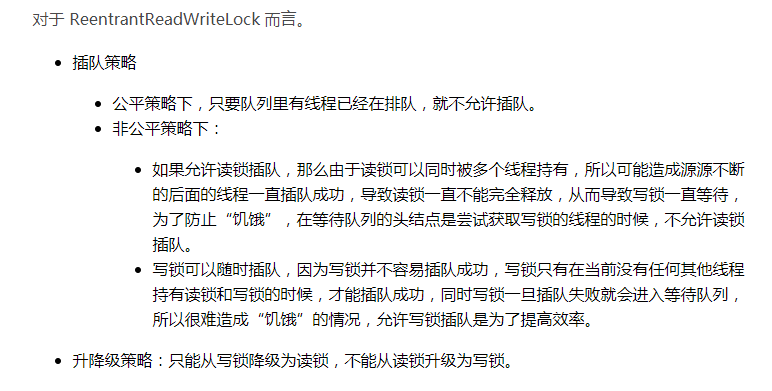 对于 ReentrantReadWriteLock 而言。
插队策略
公平策略下，只要队列里有线程已经在排队，就不允许插队。
非公平策略下：
如果允许读锁插队，那么由于读锁可以同时被多个线程持有，所以可能造成源源不断
的后面的线程一直插队成功，导致读锁一直不能完全释放，从而导致写锁一直等待，
为了防止“饥饿”，在等待队列的头结点是尝试获取写锁的线程的时候，不允许读锁
插队。
写锁可以随时插队，因为写锁并不容易插队成功，写锁只有在当前没有任何其他线程
持有读锁和写锁的时候，才能插队成功，同时写锁一旦插队失败就会进入等待队列，
所以很难造成“饥饿”的情况，允许写锁插队是为了提高效率。
升降级策略：只能从写锁降级为读锁，不能从读锁升级为写锁。